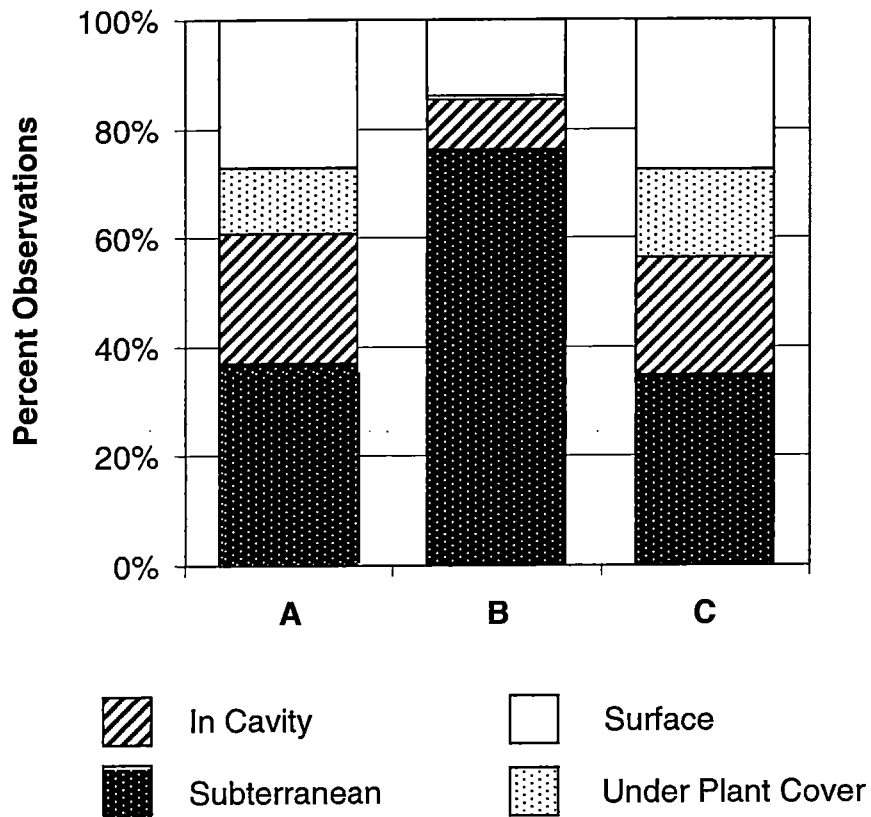 Percent Observations
100%
80%
60%
40%
20%
0%
A B C
In Cavity
Surface
Subterranean
Under Plant Cover